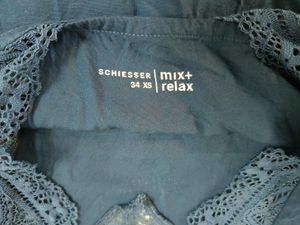 SCHIESSER
34 XS
mix+
relax